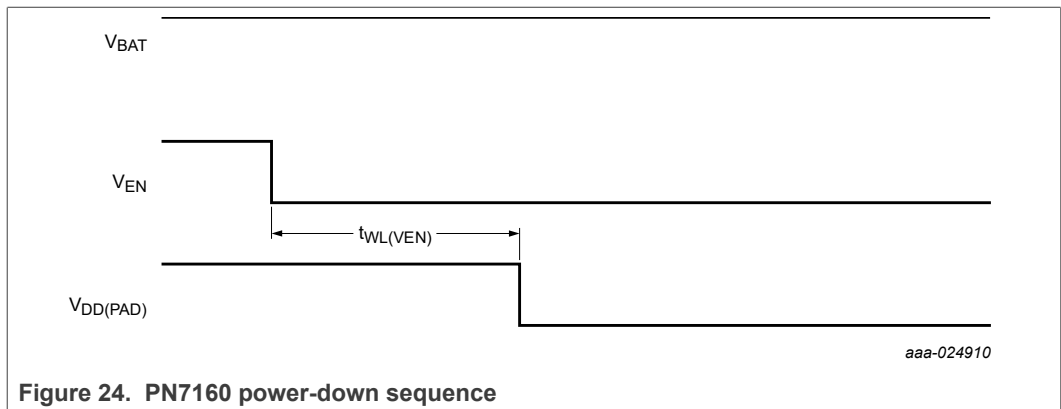 VBAT
VEN
tWL(VEN)
VDD(PAD)
aaa-024910
Figure 24. PN7160 power-down sequence